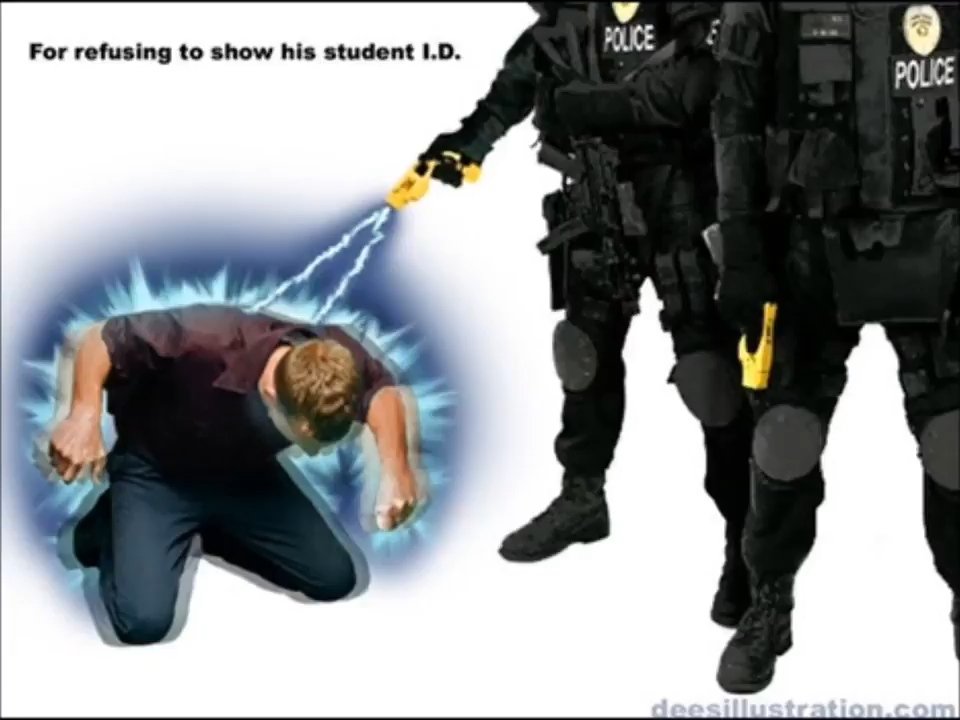 For refusing to show his student I.D.
POLICE
POLICE
deesillustration.com